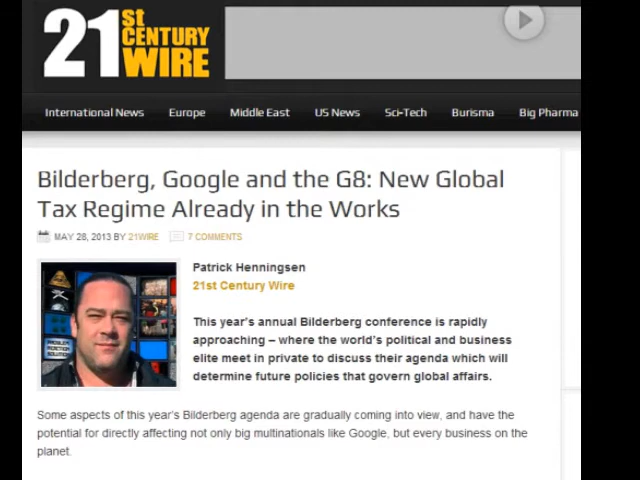 21st CENTURY WIRE
International News Europe Middle East US News Sci-Tech Burisma Big Pharma
Bilderberg, Google and the G8: New Global
Tax Regime Already in the Works
MAY 28, 2013 BY 21WIRE 7 COMMENTS
Patrick Henningsen
21st Century Wire
This year's annual Bilderberg conference is rapidly
approaching – where the world's political and business
elite meet in private to discuss their agenda which will
determine future policies that govern global affairs.
PROBLEM
REACTION
SOLUTION
Some aspects of this year's Bilderberg agenda are gradually coming into view, and have the
potential for directly affecting not only big multinationals like Google, but every business on the
planet.